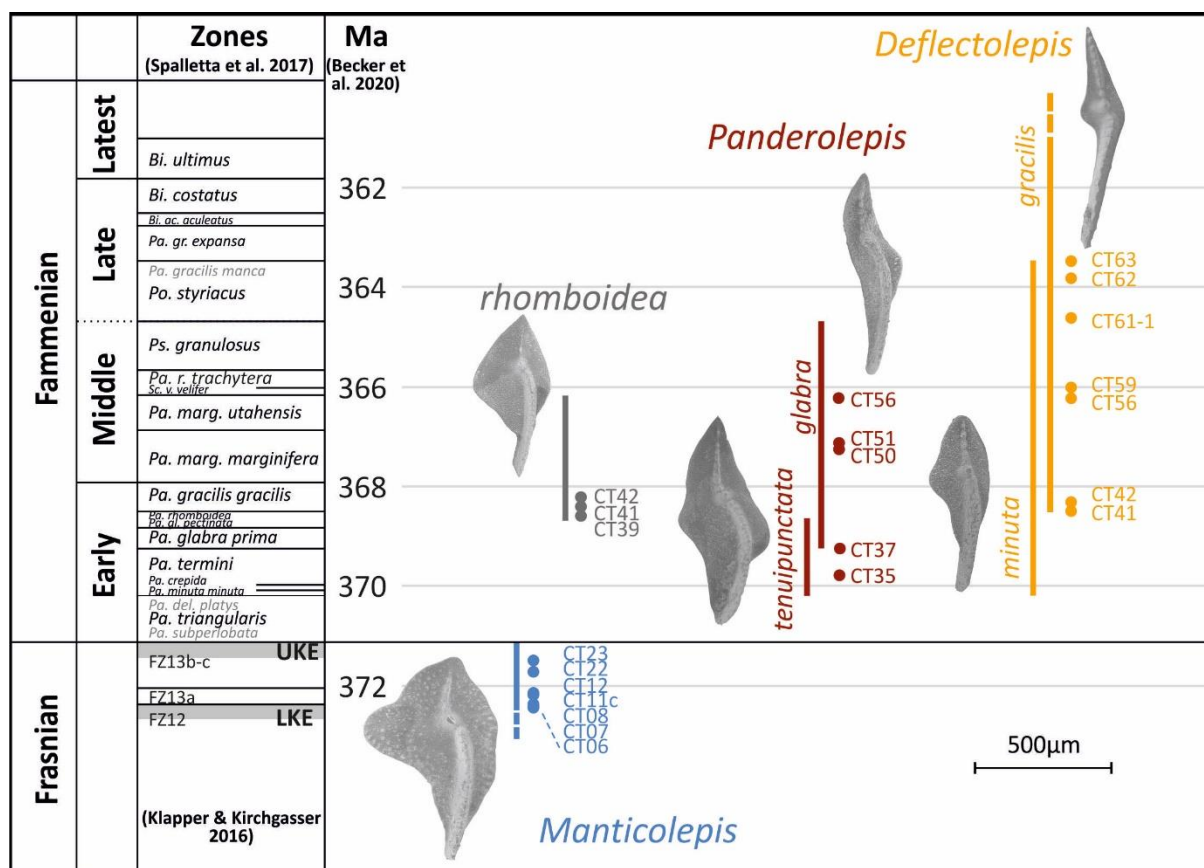 Zones
(Spalletta et al. 2017)
Ma
(Becker et
al. 2020)
Fammenian
Latest
Late
Middle
Early
Bi. ultimus
Bi. costatus
Bi. ac. aculeatus
Pa. gr. expansa
Pa. gracilis manca
Po. styriacus
Ps. granulosus
Pa. r. trachytera
Sc. v. velifer
Pa. marg. utahensis
Pa. marg. marginifera
Pa. gracilis gracilis
Pa. rhomboidea
Pa. gl. pectinata
Pa. glabra prima
Pa. termini
Pa. crepida
Pa. minuta minuta
Pa. del. platys
Pa. triangularis
Pa. subperlobata
Frasnian
UKE
FZ13b-c
FZ13a
LKE
FZ12
(Klapper & Kirchgasser
2016)
362
364
366
368
370
372
rhomboidea
CT42
CT41
CT39
Panderolepis
glabra
tenuipunctata
CT56
CT51
CT50
CT37
CT35
Deflectolepis
gracilis
minuta
CT63
CT62
CT61-1
CT59
CT56
CT42
CT41
CT23
CT22
CT12
CT11c
CT08
CT07
CT06
Manticolepis
500µm